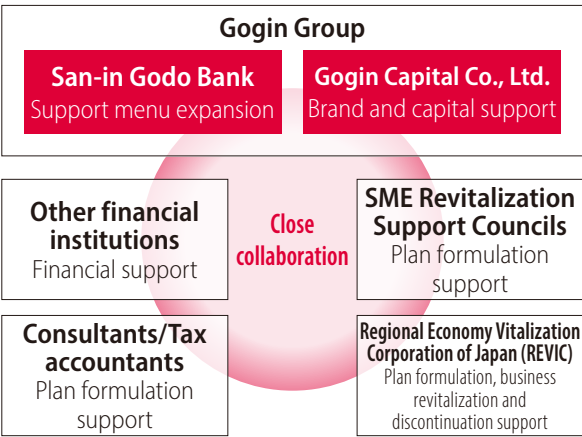 Gogin Group
San-in Godo Bank
Support menu expansion
Gogin Capital Co., Ltd.
Brand and capital support
Other financial
institutions
Financial support
Close
collaboration
SME Revitalization
Support Councils
Plan formulation
support
Consultants/Tax
accountants
Plan formulation
support
Regional Economy Vitalization
Corporation of Japan (REVIC)
Plan formulation, business
revitalization and
discontinuation support